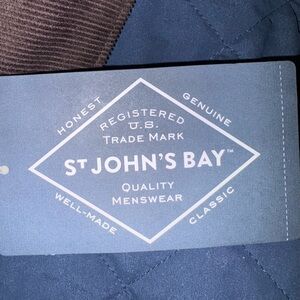 HONEST
GENUINE
REGISTERED
U.S.
TRADE MARK
ST JOHN'S BAY™
QUALITY
MENSWEAR
WELL-MADE
CLASSIC